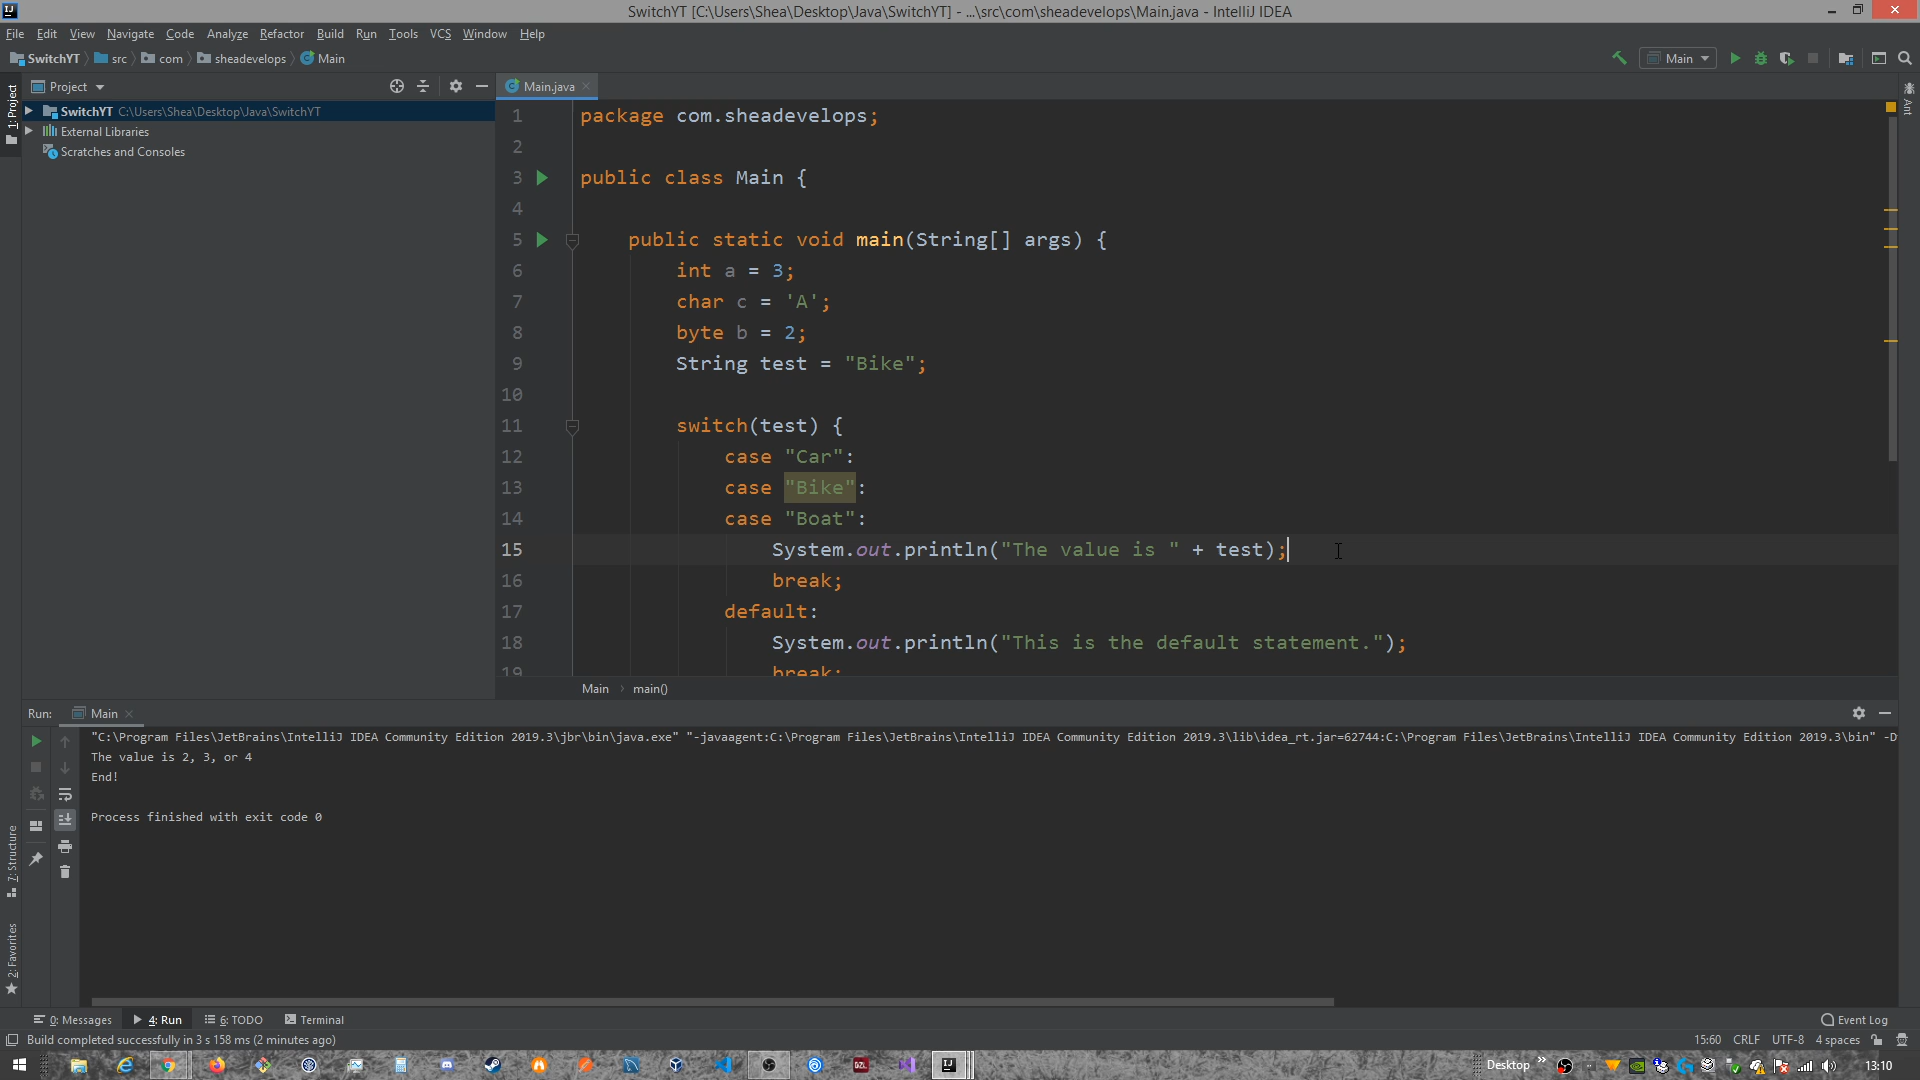 SwitchYT [C:\Users\Shea\Desktop\Java\SwitchYT] - ...\src\com\sheadevelops\Main.java - IntelliJ IDEA
File Edit View Navigate Code Analyze Refactor Build Run Tools VCS Window Help
SwitchYT src com sheadevelops Main
Main
Project
Main.java
1: Project
Ant
SwitchYT C:\Users\Shea\Desktop\Java\SwitchYT
External Libraries
Scratches and Consoles
1 package com.sheadevelops;
2
3 public class Main {
4
5 public static void main(String[] args) {
6 int a = 3;
7 char c = 'A';
8 byte b = 2;
9 String test = "Bike";
10
11 switch(test) {
12 case "Car":
13 case "Bike":
14 case "Boat":
15 System.out.println("The value is " + test);
16 break;
17 default:
18 System.out.println("This is the default statement.");
19 break;
Main main()
Run: Main
"C:\Program Files\JetBrains\IntelliJ IDEA Community Edition 2019.3\jbr\bin\java.exe" "-javaagent:C:\Program Files\JetBrains\IntelliJ IDEA Community Edition 2019.3\lib\idea_rt.jar=62744:C:\Program Files\JetBrains\IntelliJ IDEA Community Edition 2019.3\bin" -D
The value is 2, 3, or 4
End!
Process finished with exit code 0
7: Structure
2: Favorites
0: Messages 4: Run 6: TODO Terminal
Event Log
Build completed successfully in 3 s 158 ms (2 minutes ago)
15:60 CRLF UTF-8 4 spaces
Desktop
13:10